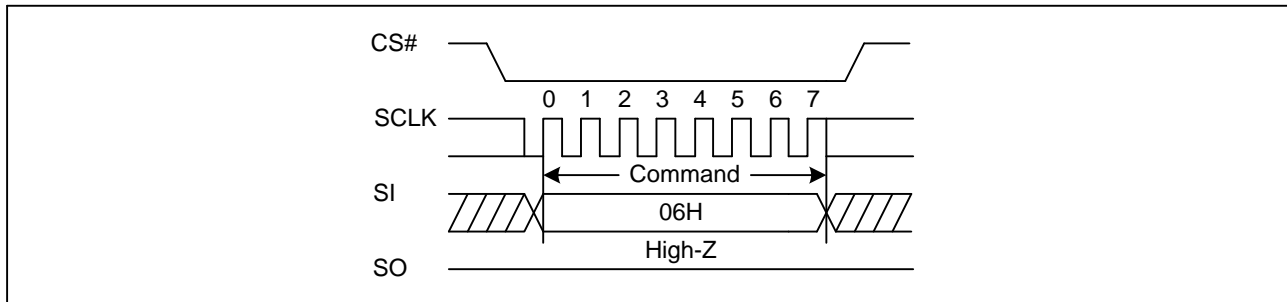 CS#
0 1 2 3 4 5 6 7
SCLK
Command
SI
06H
High-Z
SO